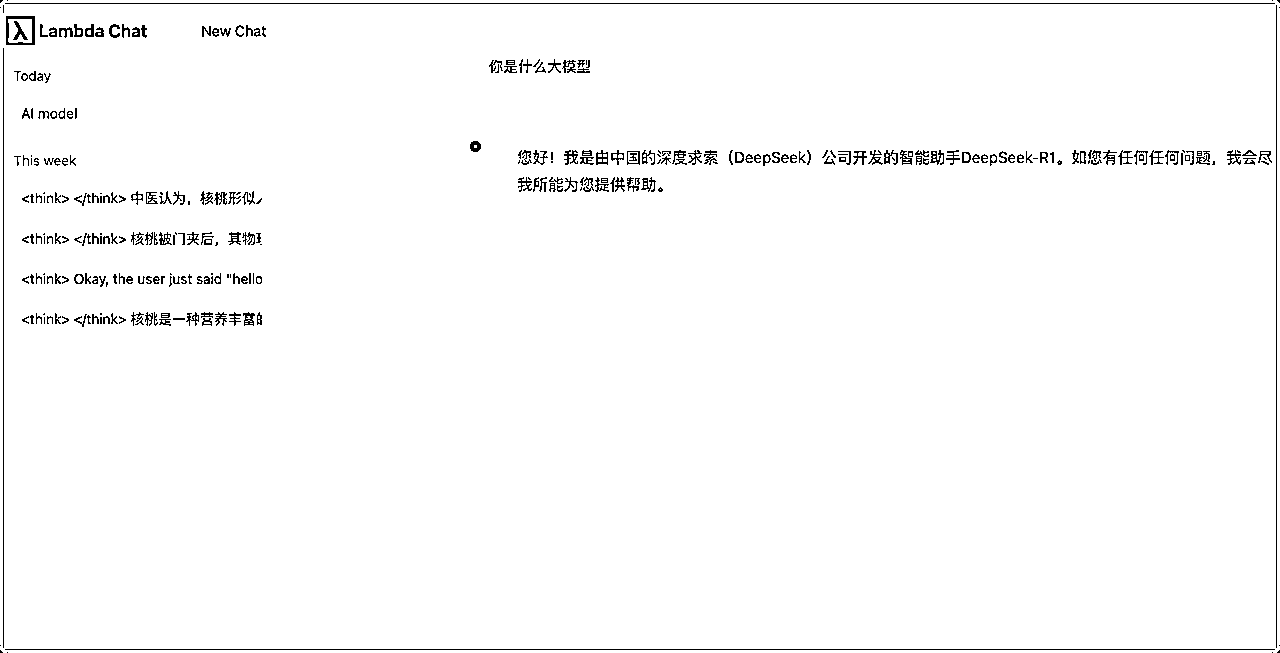 Lambda Chat
New Chat
Today
AI model
This week
<think> </think> 中医认为，核桃形似
<think> </think> 核桃被门夹后，其物
<think> Okay, the user just said "hello
<think> </think> 核桃是一种营养丰富
你是什么大模型
您好！我是由中国的深度求索（DeepSeek）公司开发的智能助手DeepSeek-R1。如您有任何任何问题，我会尽
我所能为您提供帮助。